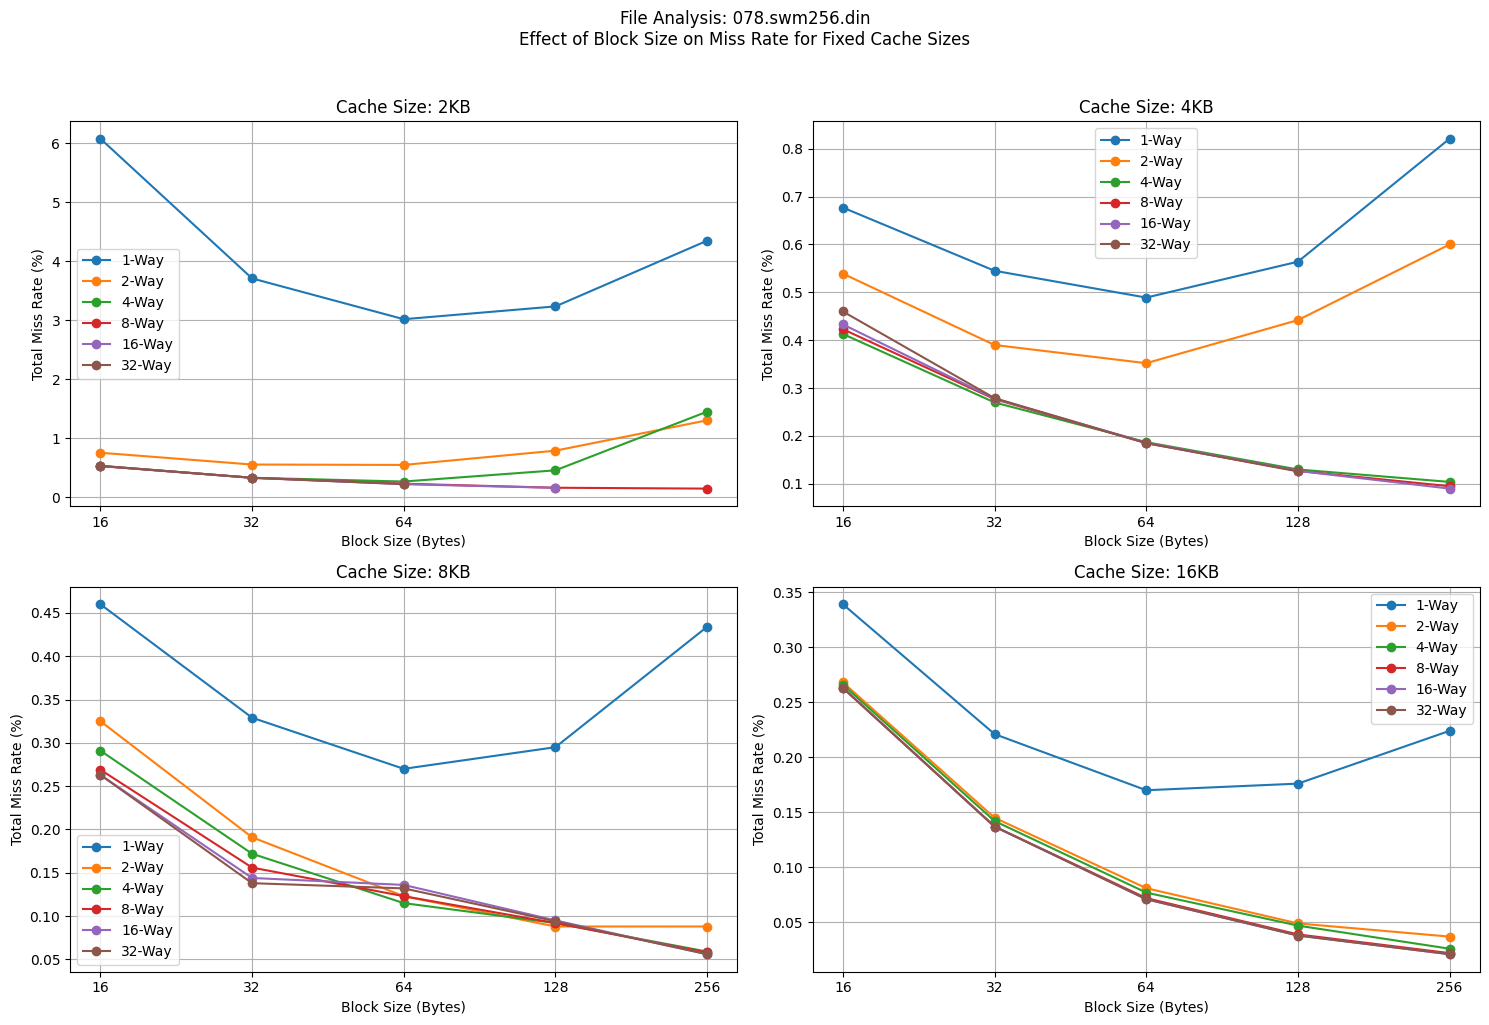 File Analysis: 078.swm256.din
Effect of Block Size on Miss Rate for Fixed Cache Sizes
Cache Size: 2KB
Total Miss Rate (%)
6
5
4
3
2
1
0
1-Way
2-Way
4-Way
8-Way
16-Way
32-Way
16
32
64
Block Size (Bytes)
Cache Size: 4KB
Total Miss Rate (%)
0.8
0.7
0.6
0.5
0.4
0.3
0.2
0.1
1-Way
2-Way
4-Way
8-Way
16-Way
32-Way
16
32
64
128
Block Size (Bytes)
Cache Size: 8KB
Total Miss Rate (%)
0.45
0.40
0.35
0.30
0.25
0.20
0.15
0.10
0.05
1-Way
2-Way
4-Way
8-Way
16-Way
32-Way
16
32
64
128
256
Block Size (Bytes)
Cache Size: 16KB
Total Miss Rate (%)
0.35
0.30
0.25
0.20
0.15
0.10
0.05
1-Way
2-Way
4-Way
8-Way
16-Way
32-Way
16
32
64
128
256
Block Size (Bytes)